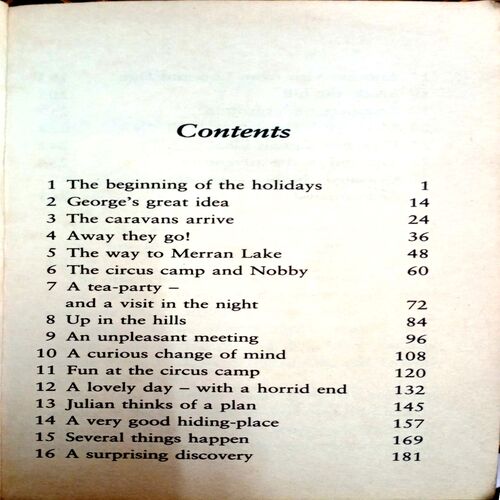 Contents
1 The beginning of the holidays 1
2 George's great idea 14
3 The caravans arrive 24
4 Away they go! 36
5 The way to Merran Lake 48
6 The circus camp and Nobby 60
7 A tea-party –
and a visit in the night 72
8 Up in the hills 84
9 An unpleasant meeting 96
10 A curious change of mind 108
11 Fun at the circus camp 120
12 A lovely day – with a horrid end 132
13 Julian thinks of a plan 145
14 A very good hiding-place 157
15 Several things happen 169
16 A surprising discovery 181